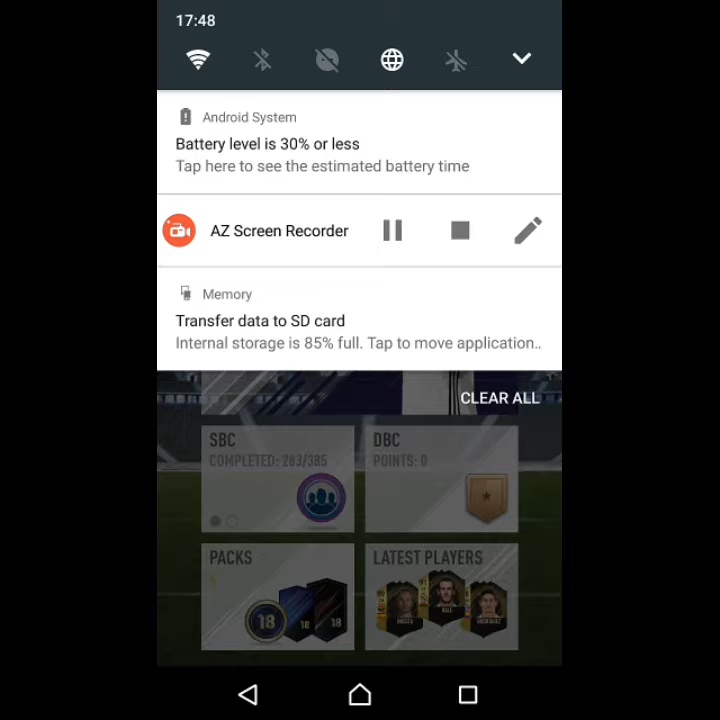 17:48
Android System
Battery level is 30% or less
Tap here to see the estimated battery time
AZ Screen Recorder
Memory
Transfer data to SD card
Internal storage is 85% full. Tap to move application..
CLEAR ALL
SBC
COMPLETED: 283/385
DBC
POINTS: 0
PACKS
18
18
18
LATEST PLAYERS
BALE
RODRIGUEZ